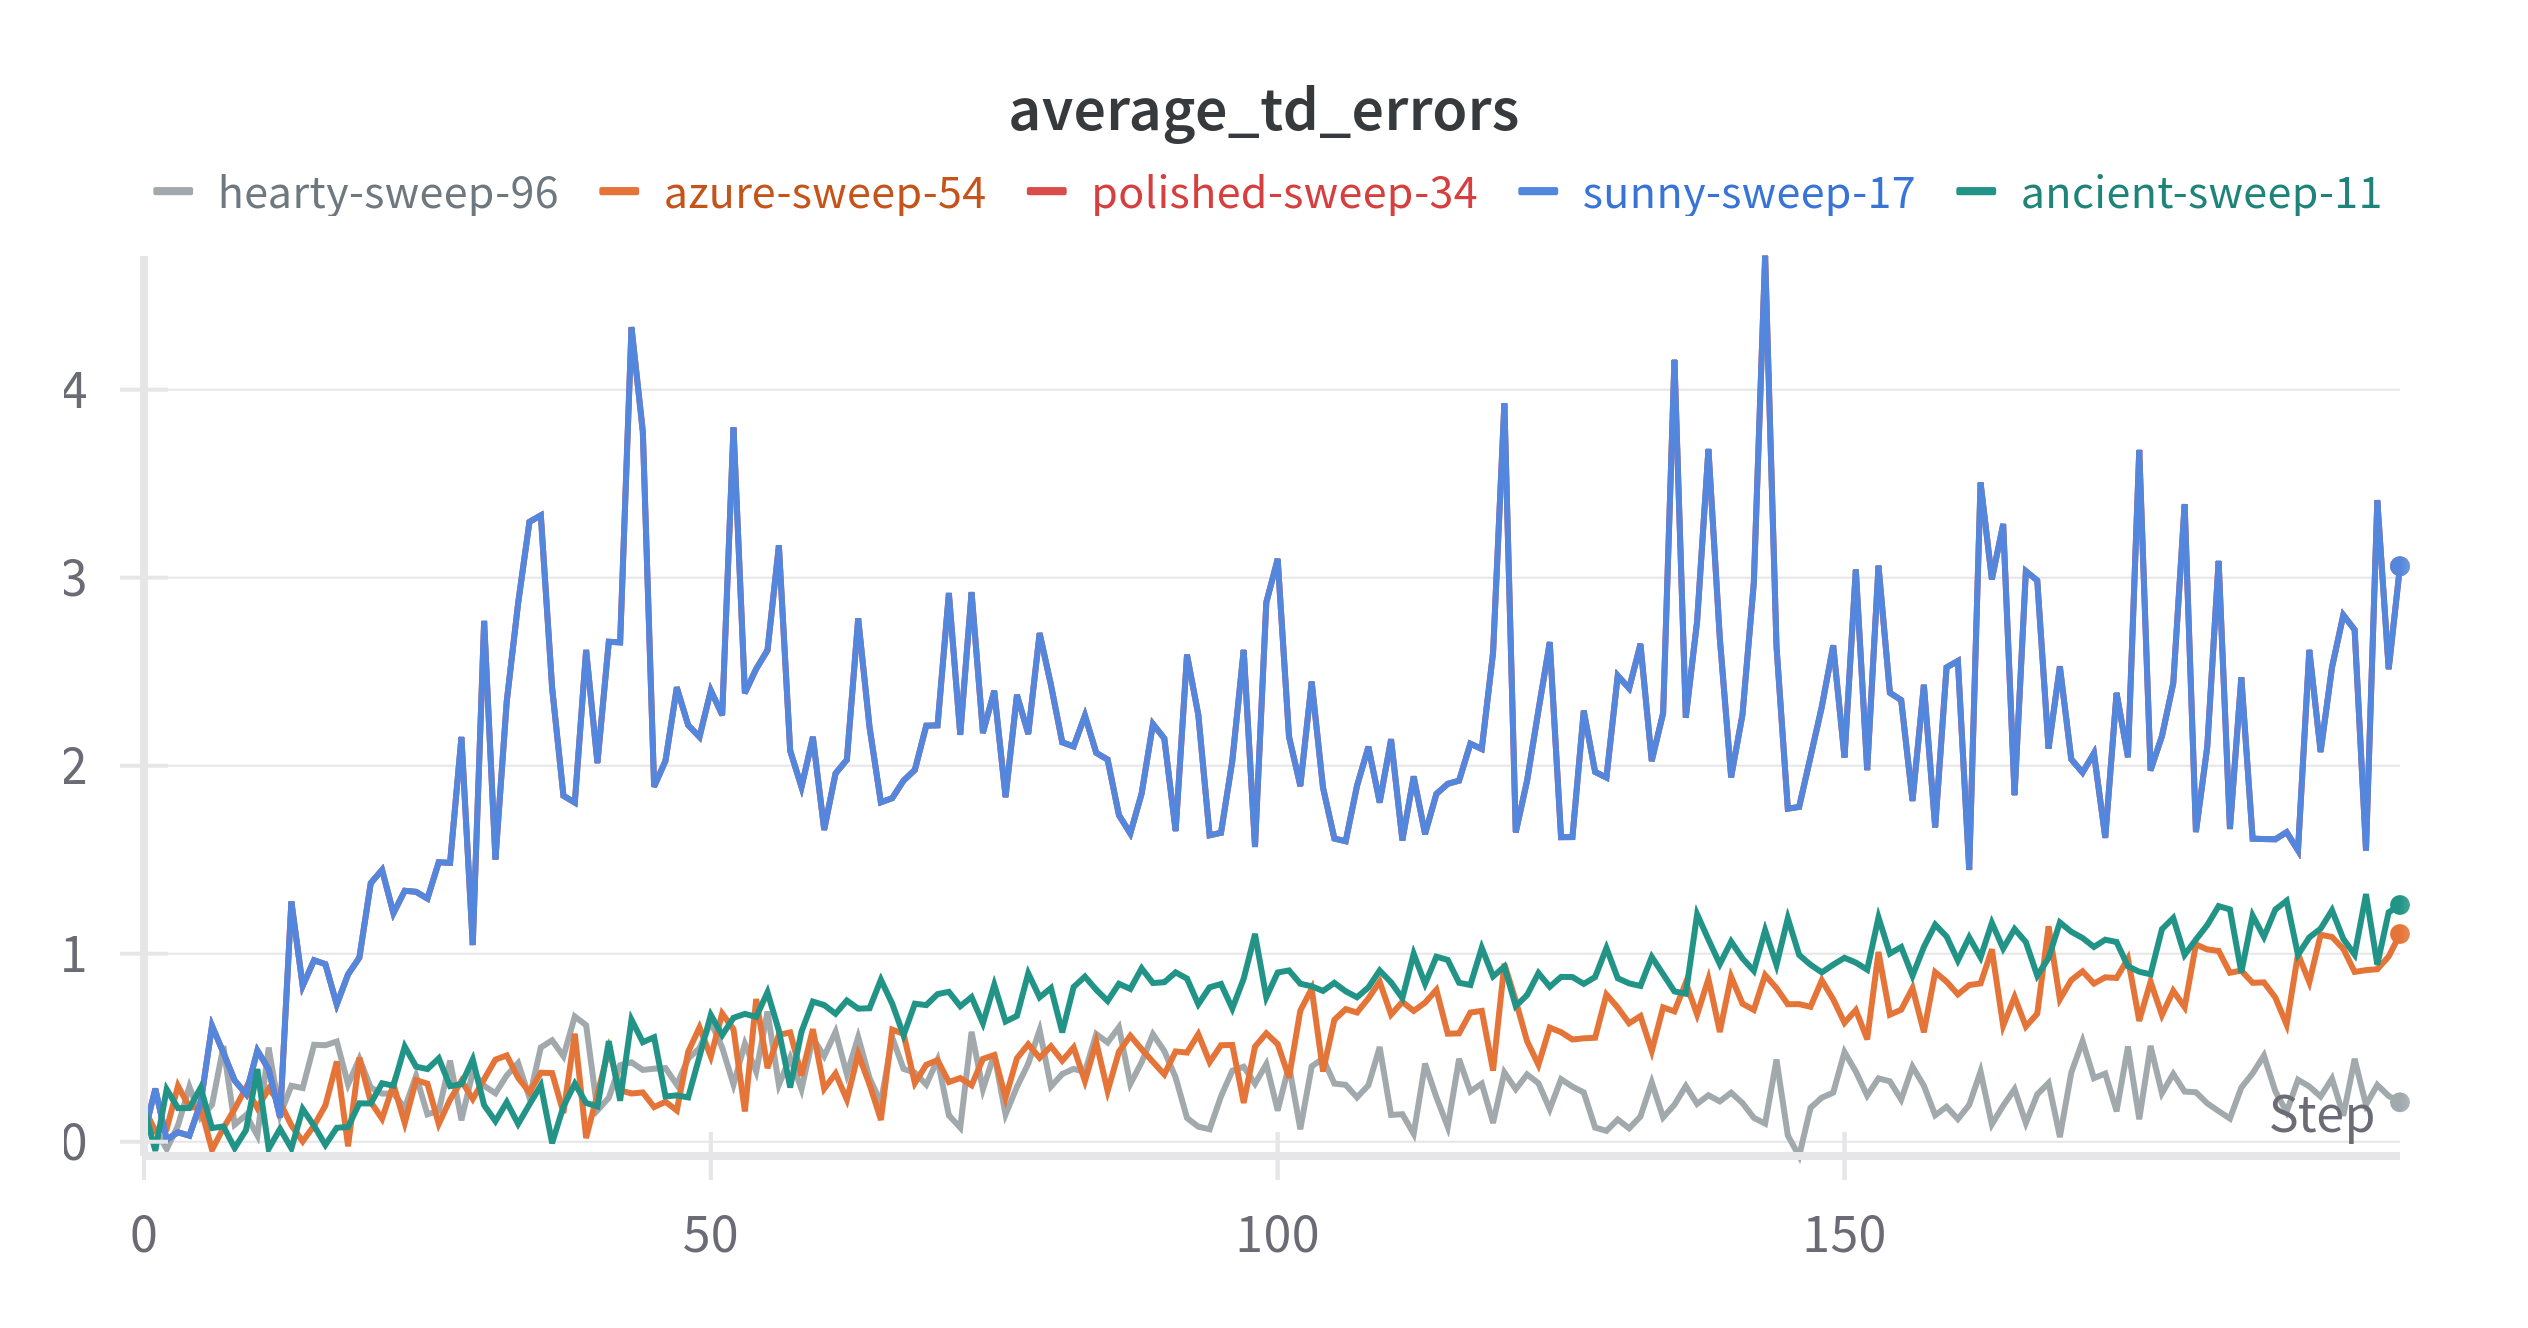 average_td_errors
hearty-sweep-96 azure-sweep-54 polished-sweep-34 sunny-sweep-17 ancient-sweep-11
4
3
2
1
0
Step
0 50 100 150